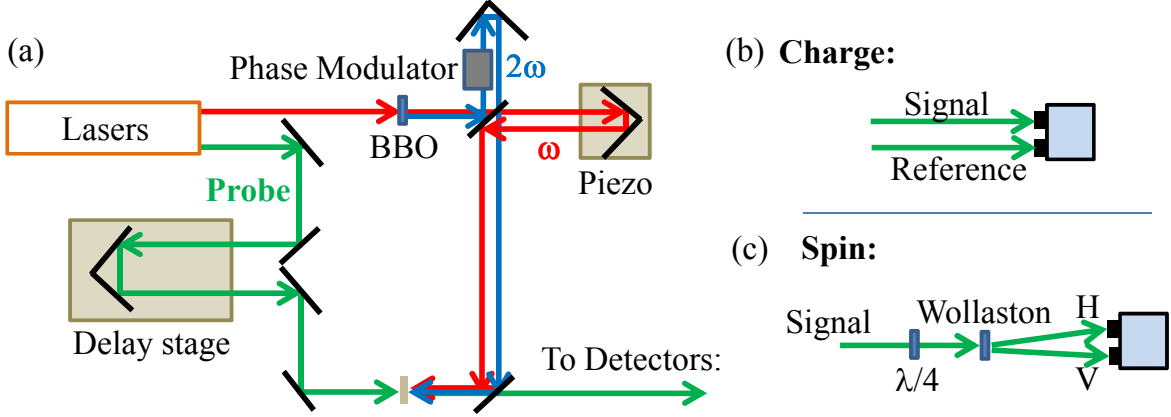 (a)
Phase Modulator
2ω
Lasers
BBO
ω
Piezo
Probe
Delay stage
To Detectors:
(b) Charge:
Signal
Reference
(c) Spin:
Signal
Wollaston
H
λ/4
V